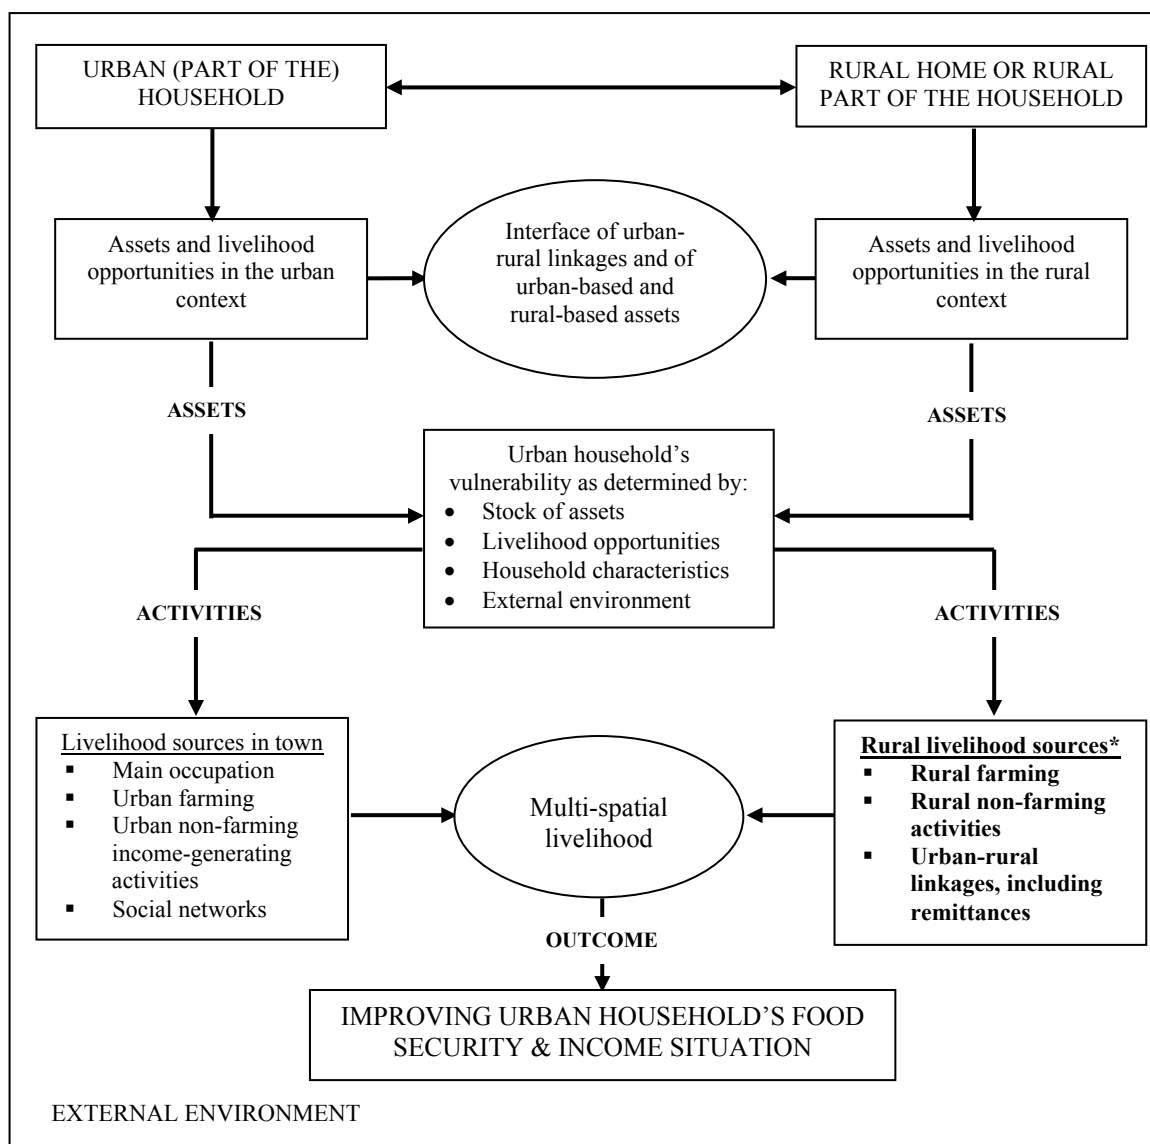 URBAN (PART OF THE)
HOUSEHOLD
RURAL HOME OR RURAL
PART OF THE HOUSEHOLD
Assets and livelihood
opportunities in the urban
context
Interface of urban-
rural linkages and of
urban-based and
rural-based assets
Assets and livelihood
opportunities in the rural
context
ASSETS
ASSETS
Urban household’s
vulnerability as determined by:
• Stock of assets
• Livelihood opportunities
• Household characteristics
• External environment
ACTIVITIES
ACTIVITIES
Livelihood sources in town
▪ Main occupation
▪ Urban farming
▪ Urban non-farming
income-generating
activities
▪ Social networks
Multi-spatial
livelihood
Rural livelihood sources*
▪ Rural farming
▪ Rural non-farming
activities
▪ Urban-rural
linkages, including
remittances
OUTCOME
IMPROVING URBAN HOUSEHOLD’S FOOD
SECURITY & INCOME SITUATION
EXTERNAL ENVIRONMENT